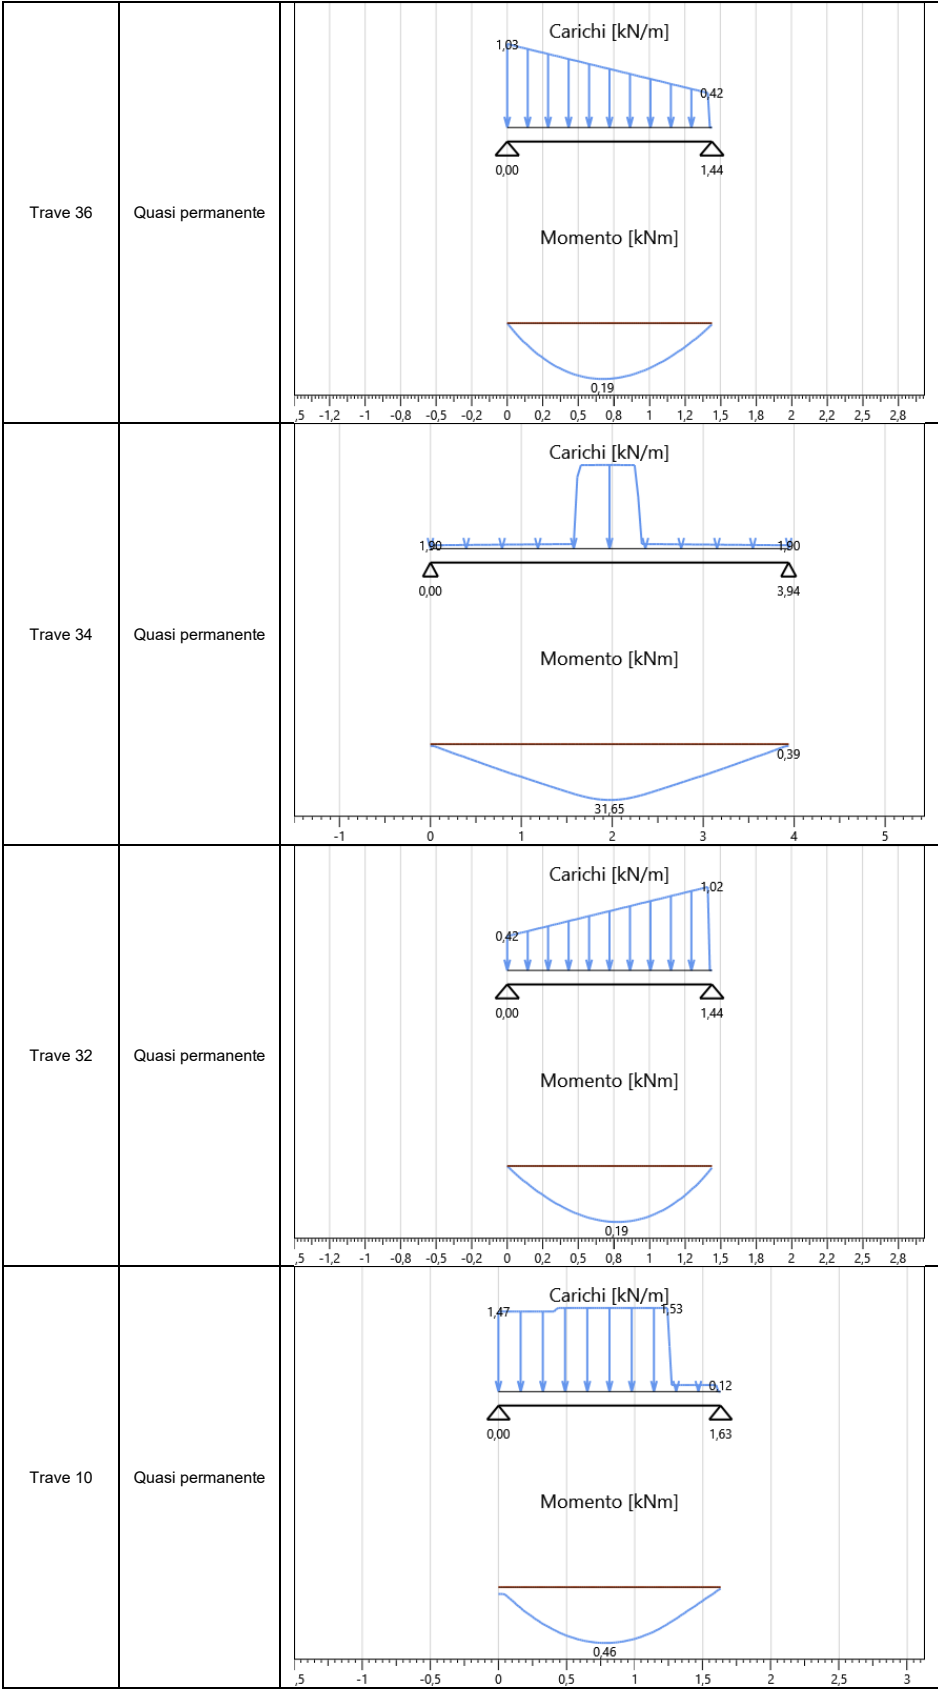 Carichi [kN/m]
1,03
0,42
0,00
1,44
Trave 36
Quasi permanente
Momento [kNm]
0,19
,5 -1,2 -1 -0,8 -0,5 -0,2 0 0,2 0,5 0,8 1 1,2 1,5 1,8 2 2,2 2,5 2,8
Carichi [kN/m]
1,90
1,90
0,00
3,94
Trave 34
Quasi permanente
Momento [kNm]
0,39
31,65
-1 0 1 2 3 4 5
Carichi [kN/m]
1,02
0,42
0,00
1,44
Trave 32
Quasi permanente
Momento [kNm]
0,19
,5 -1,2 -1 -0,8 -0,5 -0,2 0 0,2 0,5 0,8 1 1,2 1,5 1,8 2 2,2 2,5 2,8
Carichi [kN/m]
1,47
1,53
0,12
0,00
1,63
Trave 10
Quasi permanente
Momento [kNm]
0,46
,5 -1 -0,5 0 0,5 1 1,5 2 2,5 3